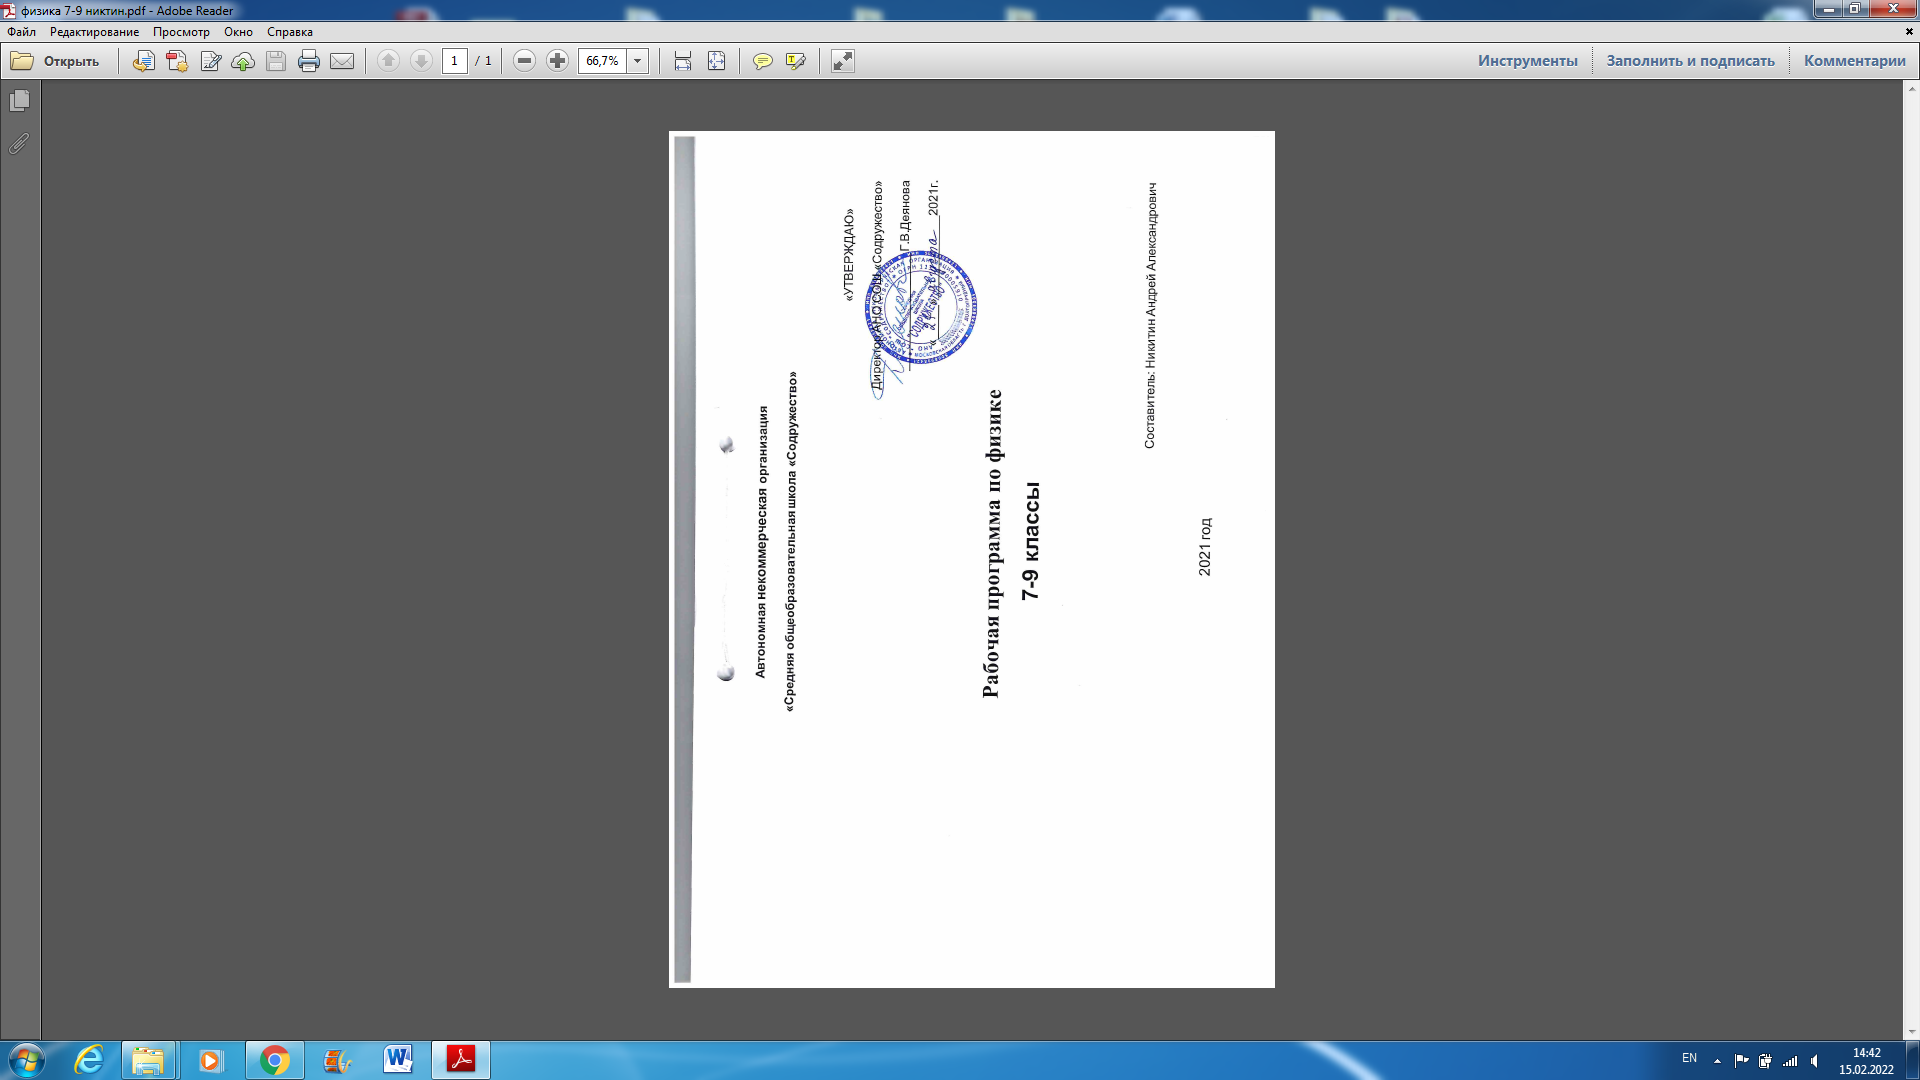 физика 7-9 никтин.pdf - Adobe Reader
Файл Редактирование Просмотр Окно Справка
Открыть 1 / 1 66,7% Инструменты Заполнить и подписать Комментарии
Автономная некоммерческая организация
«Средняя общеобразовательная школа «Содружество»
«УТВЕРЖДАЮ»
Директор АНО СОШ «Содружество»
Г.В.Деянова
2021г.
СОДРУЖЕСТВО
Рабочая программа по физике
7-9 классы
Составитель: Никитин Андрей Александрович
2021 год
EN
14:42
15.02.2022